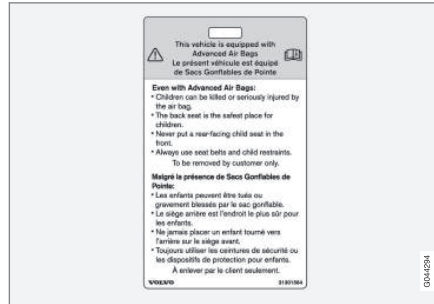 This vehicle is equipped with
Advanced Air Bags
Le présent véhicule est équipé
de Sacs Gonflables de Pointe
Even with Advanced Air Bags:
* Children can be killed or seriously injured by
the air bag.
* The back seat is the safest place for
children.
* Never put a rear-facing child seat in the
front.
* Always use seat belts and child restraints.
To be removed by customer only.
Malgré la présence de Sacs Gonflables de
Pointe:
* Les enfants peuvent être tués ou
gravement blessés par le sac gonflable.
* Le siège arrière est l'endroit le plus sûr pour
les enfants.
* Ne jamais placer un enfant tourné vers
l'arrière sur le siège avant.
* Toujours utiliser les ceintures de sécurité ou
les dispositifs de protection pour enfants.
À enlever par le client seulement.
VOLVO 31301564
G044294